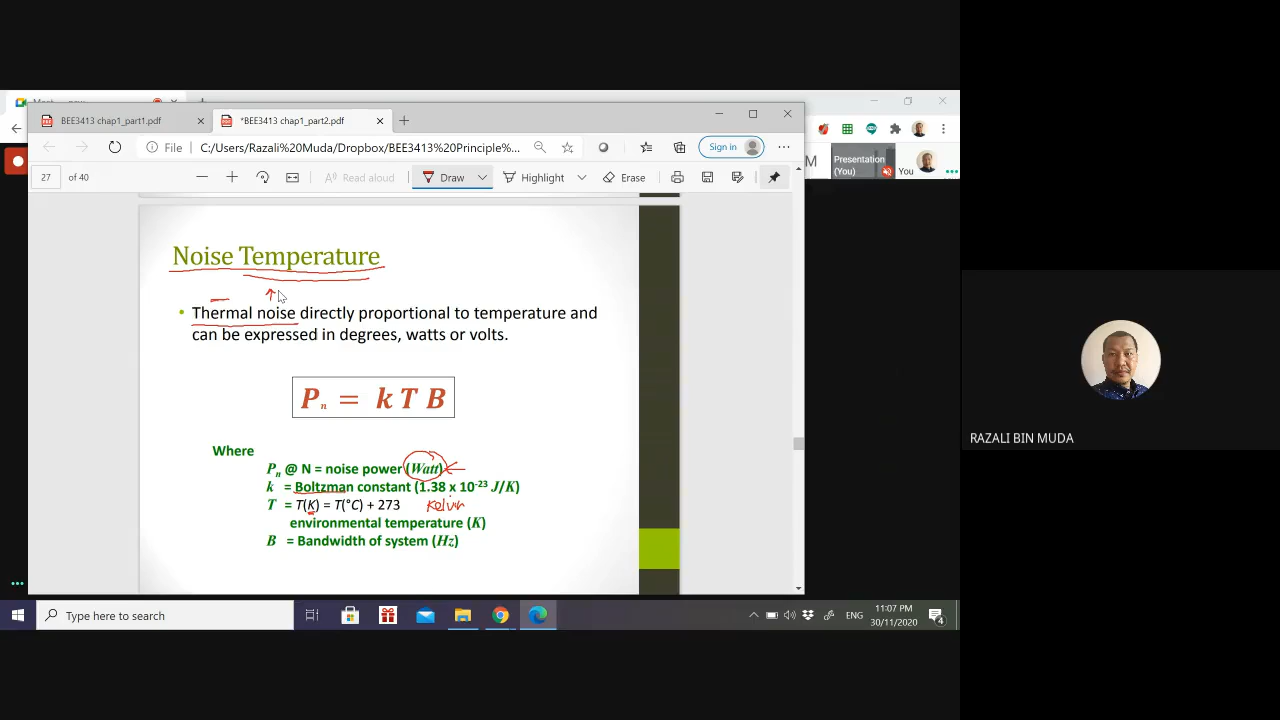 BEE3413 chap1_part1.pdf
*BEE3413 chap1_part2.pdf
File
C:/Users/Razali%20Muda/Dropbox/BEE3413%20Principle%...
Sign in
27 of 40
Read aloud
Draw
Highlight
Erase
M
Presentation
(You)
You
Noise Temperature
• Thermal noise directly proportional to temperature and
can be expressed in degrees, watts or volts.
Pn = k T B
Where
Pn @ N = noise power (Watt)
k = Boltzman constant (1.38 x 10-23 J/K)
T = T(K) = T(°C) + 273 Kelvin
environmental temperature (K)
B = Bandwidth of system (Hz)
RAZALI BIN MUDA
Type here to search
ENG
11:07 PM
30/11/2020
4